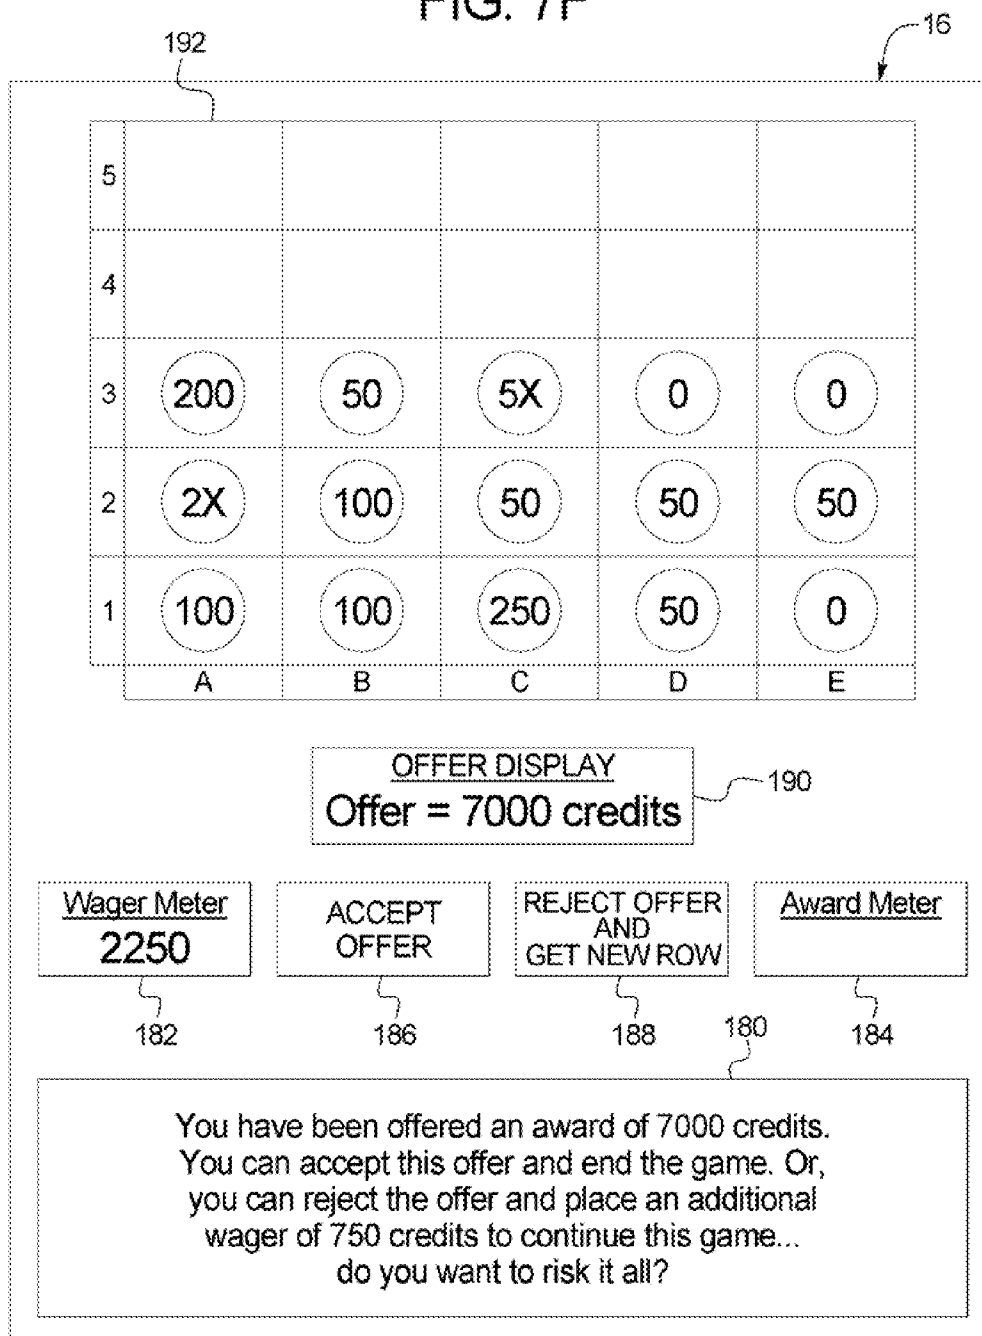 FIG. 7F
16
192
5
4
3 200 50 5X 0 0
2 2X 100 50 50 50
1 100 100 250 50 0
A B C D E
OFFER DISPLAY
Offer = 7000 credits
190
Wager Meter
2250
ACCEPT
OFFER
REJECT OFFER
AND
GET NEW ROW
Award Meter
182 186 188 180 184
You have been offered an award of 7000 credits.
You can accept this offer and end the game. Or,
you can reject the offer and place an additional
wager of 750 credits to continue this game...
do you want to risk it all?